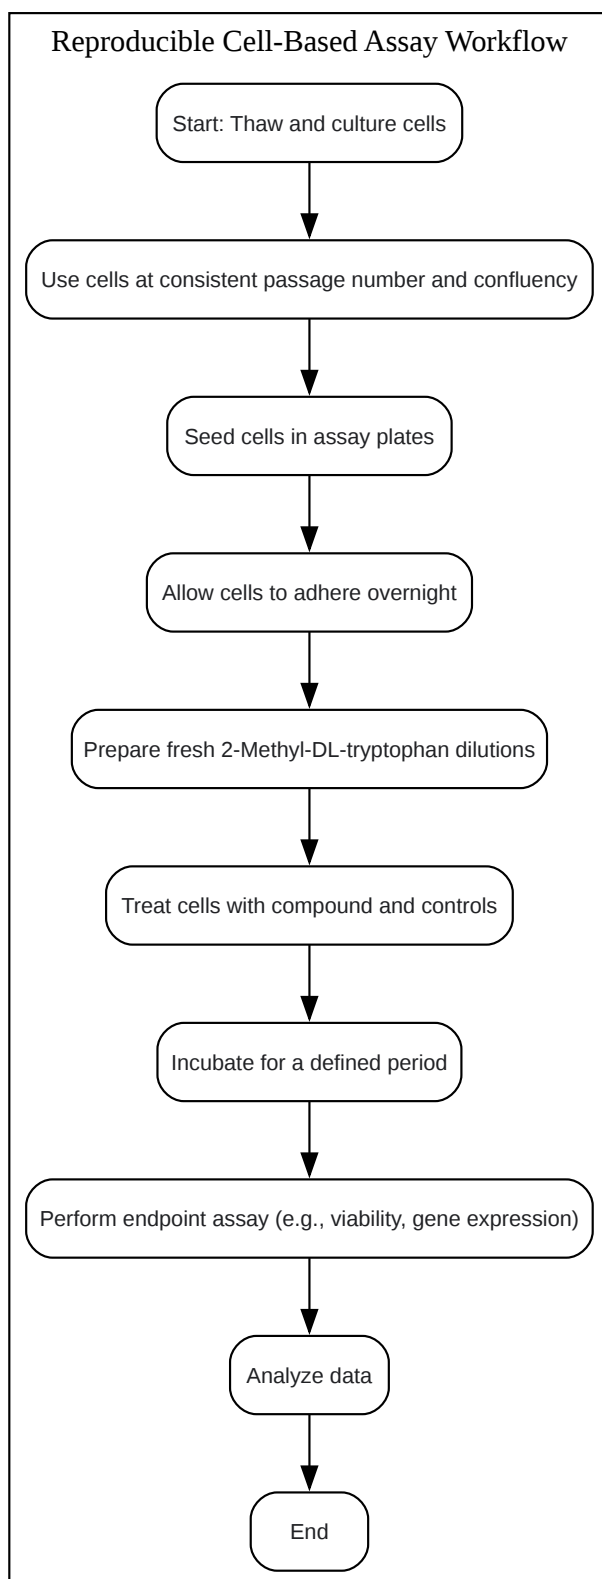 Reproducible Cell-Based Assay Workflow
Start: Thaw and culture cells
Use cells at consistent passage number and confluency
Seed cells in assay plates
Allow cells to adhere overnight
Prepare fresh 2-Methyl-DL-tryptophan dilutions
Treat cells with compound and controls
Incubate for a defined period
Perform endpoint assay (e.g., viability, gene expression)
Analyze data
End